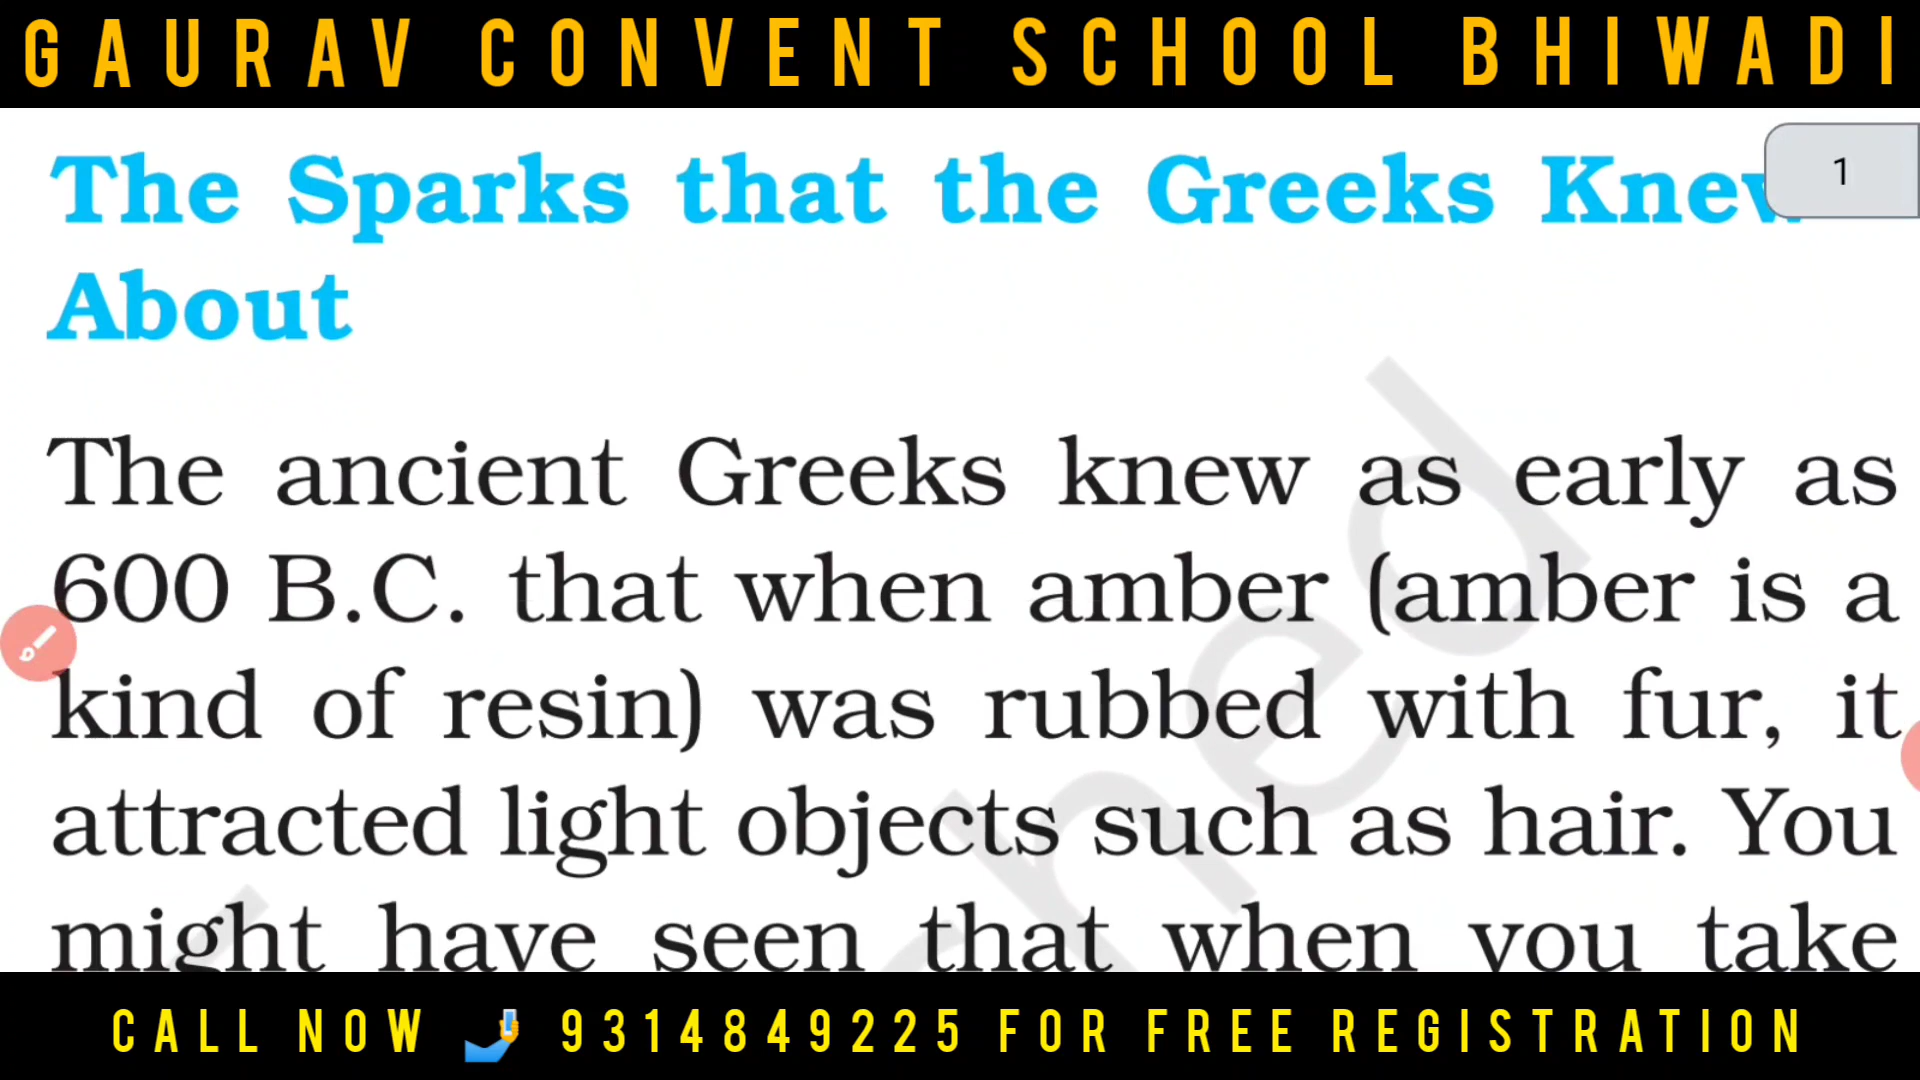 GAURAV CONVENT SCHOOL BHIWADI
1
The Sparks that the Greeks Knew
About
The ancient Greeks knew as early as
600 B.C. that when amber (amber is a
kind of resin) was rubbed with fur, it
attracted light objects such as hair. You
might have seen that when you take
CALL NOW 9314849225 FOR FREE REGISTRATION